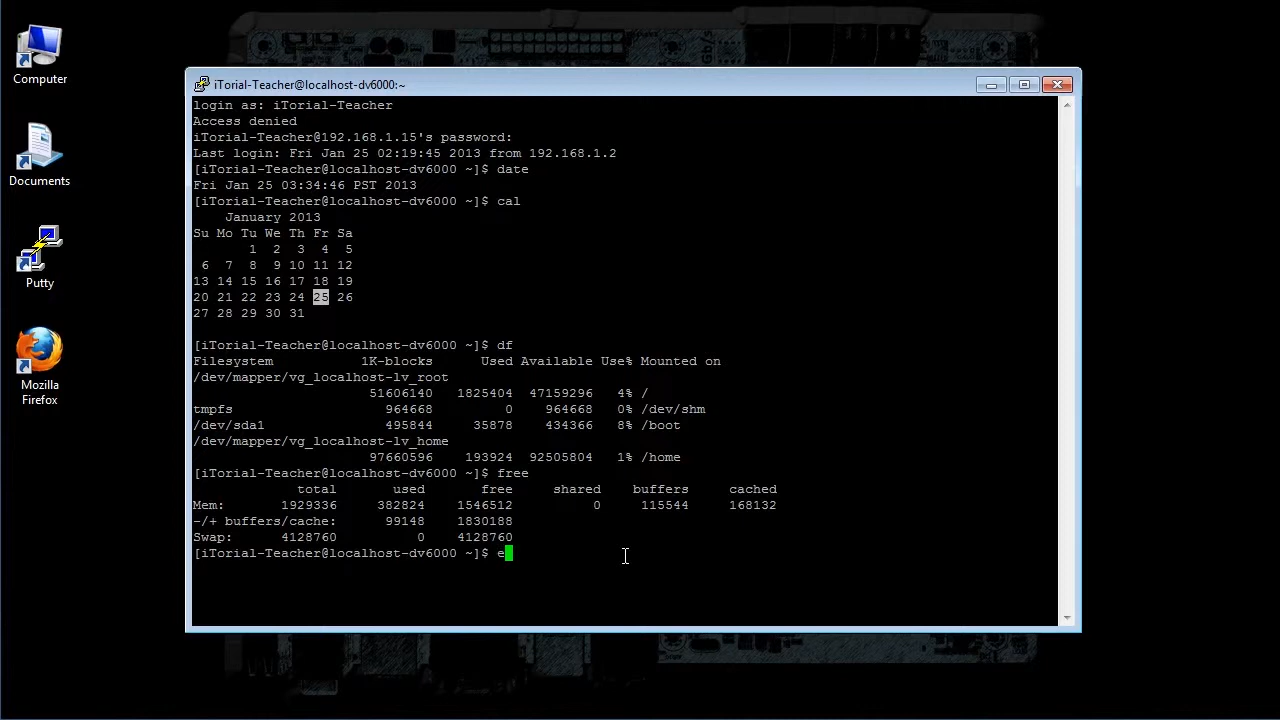 Computer
Documents
Putty
Mozilla
Firefox
iTorial-Teacher@localhost-dv6000:~
login as: iTorial-Teacher
Access denied
iTorial-Teacher@192.168.1.15's password:
Last login: Fri Jan 25 02:19:45 2013 from 192.168.1.2
[iTorial-Teacher@localhost-dv6000 ~]$ date
Fri Jan 25 03:34:46 PST 2013
[iTorial-Teacher@localhost-dv6000 ~]$ cal
January 2013
Su Mo Tu We Th Fr Sa
1 2 3 4 5
6 7 8 9 10 11 12
13 14 15 16 17 18 19
20 21 22 23 24 25 26
27 28 29 30 31
[iTorial-Teacher@localhost-dv6000 ~]$ df
Filesystem 1K-blocks Used Available Use% Mounted on
/dev/mapper/vg_localhost-lv_root
51606140 1825404 47159296 4% /
tmpfs 964668 0 964668 0% /dev/shm
/dev/sda1 495844 35878 434366 8% /boot
/dev/mapper/vg_localhost-lv_home
97660596 193924 92505804 1% /home
[iTorial-Teacher@localhost-dv6000 ~]$ free
total used free shared buffers cached
Mem: 1929336 382824 1546512 0 115544 168132
-/+ buffers/cache: 99148 1830188
Swap: 4128760 0 4128760
[iTorial-Teacher@localhost-dv6000 ~]$ e